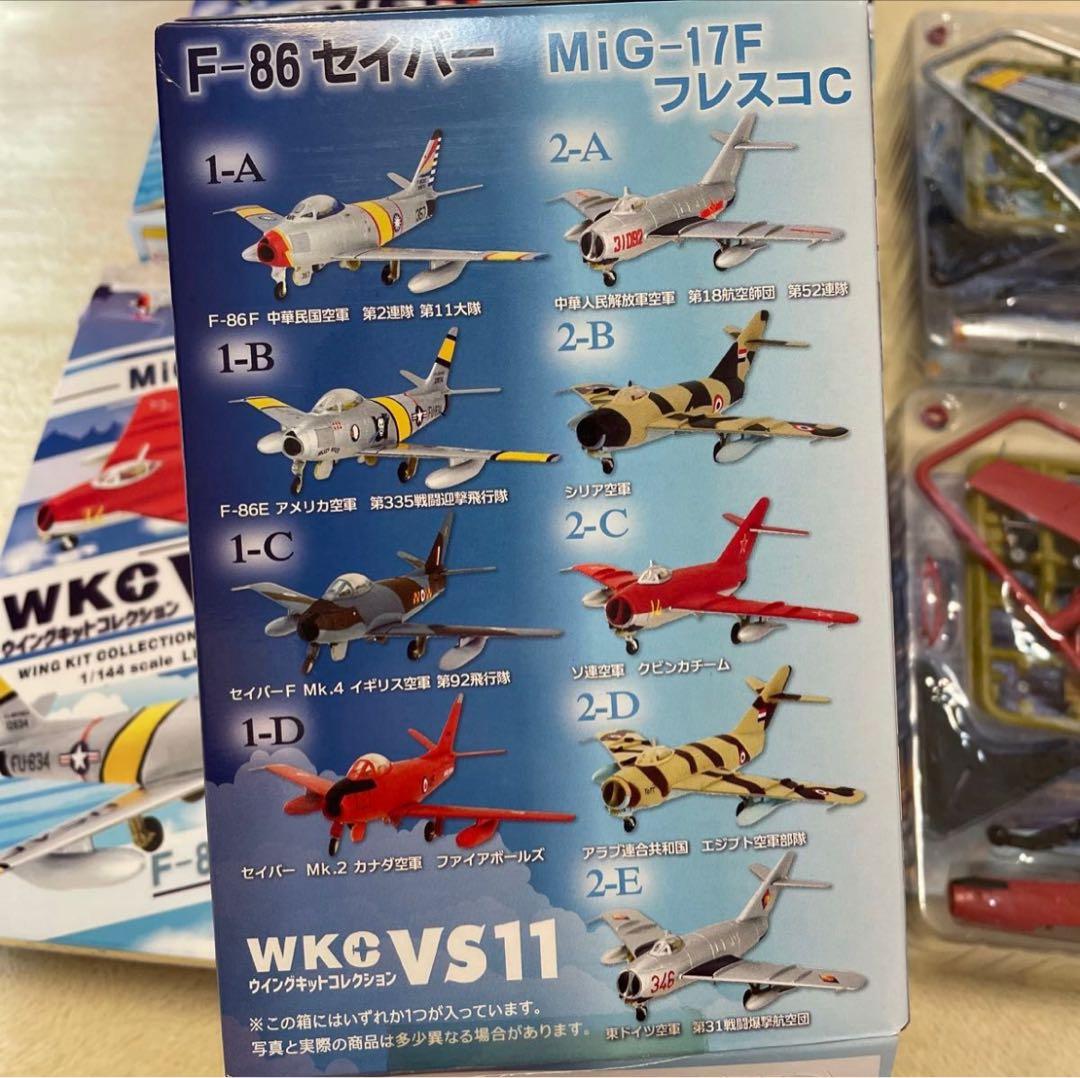 F-86 セイバー
MiG-17F
フレスコC
1-A
F-86F 中華民国空軍 第2連隊 第11大隊
1-B
F-86E アメリカ空軍 第335戦闘迎撃飛行隊
1-C
セイバーF Mk.4 イギリス空軍 第92飛行隊
1-D
セイバー Mk.2 カナダ空軍 ファイアボールズ
2-A
31082
中華人民解放軍空軍 第18航空師団 第52連隊
2-B
シリア空軍
2-C
ソ連空軍 クビンカチーム
2-D
アラブ連合共和国 エジプト空軍部隊
2-E
346
東ドイツ空軍 第31戦闘爆撃航空団
WKC VS11
ウイングキットコレクション
※この箱にはいずれか1つが入っています。
写真と実際の商品は多少異なる場合があります。
Mi
WKC V
ウイングキットコレクション
WING KIT COLLECTION
1/144 scale
FU-834
F-8